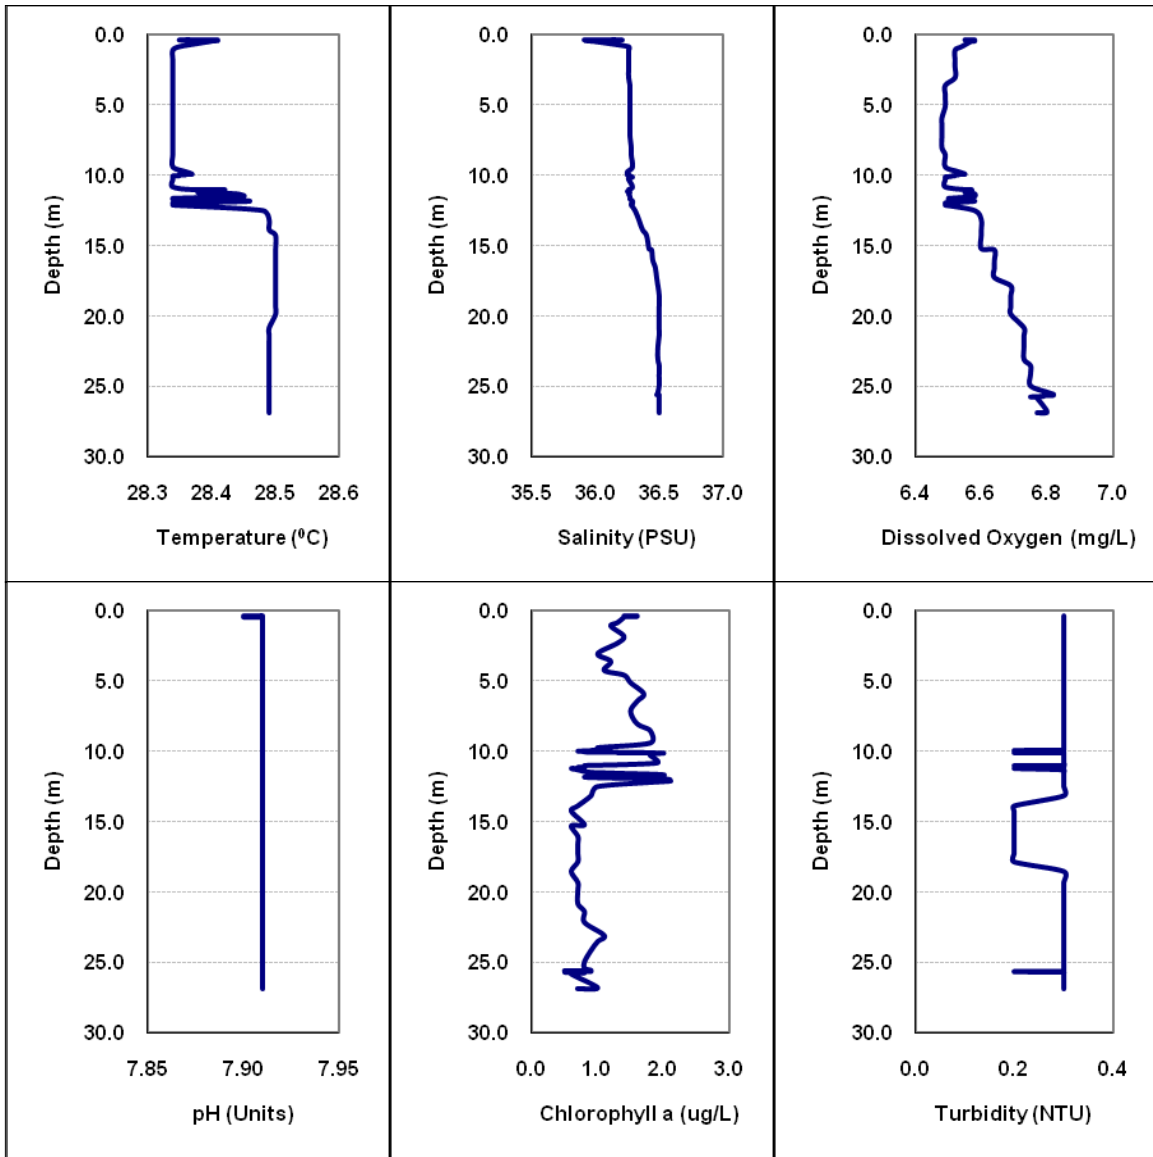 0.0
5.0
10.0
15.0
20.0
25.0
30.0
Depth (m)
28.3 28.4 28.5 28.6
Temperature (⁰C)
0.0
5.0
10.0
15.0
20.0
25.0
30.0
Depth (m)
35.5 36.0 36.5 37.0
Salinity (PSU)
0.0
5.0
10.0
15.0
20.0
25.0
30.0
Depth (m)
6.4 6.6 6.8 7.0
Dissolved Oxygen (mg/L)
0.0
5.0
10.0
15.0
20.0
25.0
30.0
Depth (m)
7.85 7.90 7.95
pH (Units)
0.0
5.0
10.0
15.0
20.0
25.0
30.0
Depth (m)
0.0 1.0 2.0 3.0
Chlorophyll a (ug/L)
0.0
5.0
10.0
15.0
20.0
25.0
30.0
Depth (m)
0.0 0.2 0.4
Turbidity (NTU)